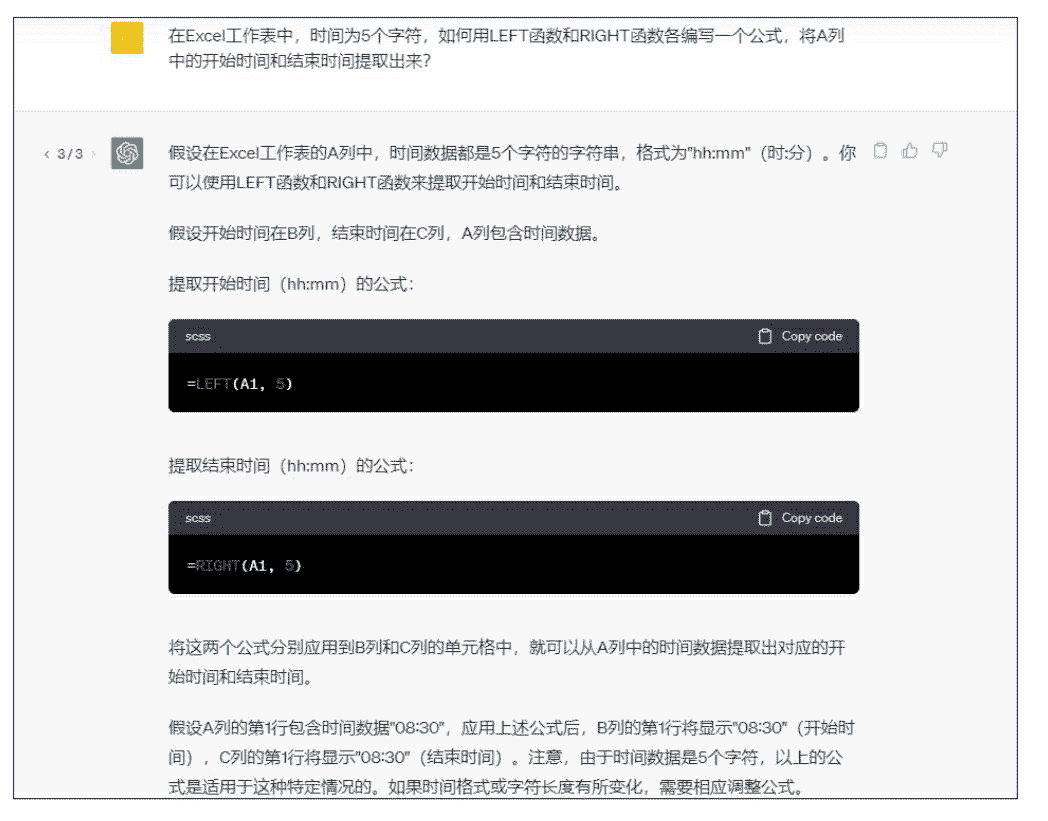 在Excel工作表中，时间为5个字符，如何用LEFT函数和RIGHT函数各编写一个公式，将A列
中的开始时间和结束时间提取出来？
< 3/3 >
假设在Excel工作表的A列中，时间数据都是5个字符的字符串，格式为"hh:mm"（时:分）。你
可以使用LEFT函数和RIGHT函数来提取开始时间和结束时间。
假设开始时间在B列，结束时间在C列，A列包含时间数据。
提取开始时间（hh:mm）的公式：
scss Copy code
=LEFT(A1, 5)
提取结束时间（hh:mm）的公式：
scss Copy code
=RIGHT(A1, 5)
将这两个公式分别应用到B列和C列的单元格中，就可以从A列中的时间数据提取出对应的开
始时间和结束时间。
假设A列的第1行包含时间数据"08:30"，应用上述公式后，B列的第1行将显示"08:30"（开始时
间），C列的第1行将显示"08:30"（结束时间）。注意，由于时间数据是5个字符，以上的公
式是适用于这种特定情况的。如果时间格式或字符长度有所变化，需要相应调整公式。